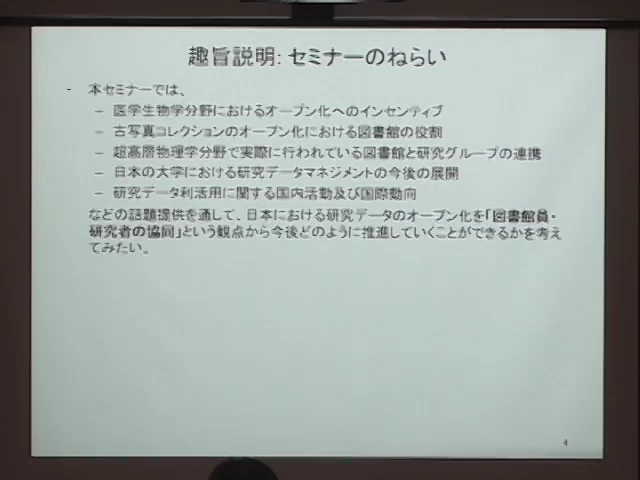 趣旨説明: セミナーのねらい
- 本セミナーでは、
– 医学生物学分野におけるオープン化へのインセンティブ
– 古写真コレクションのオープン化における図書館の役割
– 超高層物理学分野で実際に行われている図書館と研究グループの連携
– 日本の大学における研究データマネジメントの今後の展開
– 研究データ利活用に関する国内活動及び国際動向
などの話題提供を通して、日本における研究データのオープン化を「図書館員・
研究者の協同」という観点から今後どのように推進していくことができるかを考え
てみたい。
4